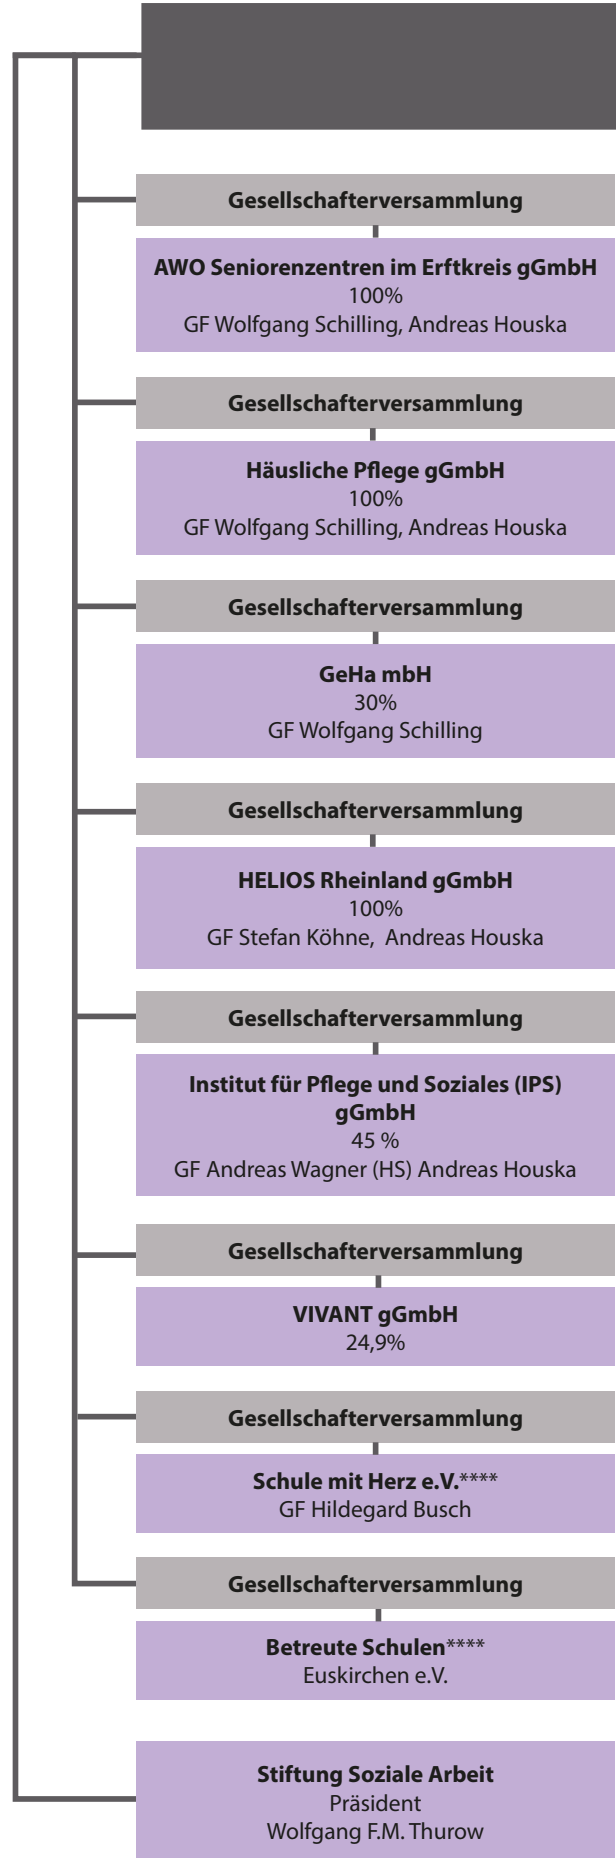 Gesellschafterversammlung
AWO Seniorenzentren im Erftkreis gGmbH
100%
GF Wolfgang Schilling, Andreas Houska
Gesellschafterversammlung
Häusliche Pflege gGmbH
100%
GF Wolfgang Schilling, Andreas Houska
Gesellschafterversammlung
GeHa mbH
30%
GF Wolfgang Schilling
Gesellschafterversammlung
HELIOS Rheinland gGmbH
100%
GF Stefan Köhne, Andreas Houska
Gesellschafterversammlung
Institut für Pflege und Soziales (IPS)
gGmbH
45 %
GF Andreas Wagner (HS) Andreas Houska
Gesellschafterversammlung
VIVANT gGmbH
24,9%
Gesellschafterversammlung
Schule mit Herz e.V.****
GF Hildegard Busch
Gesellschafterversammlung
Betreute Schulen****
Euskirchen e.V.
Stiftung Soziale Arbeit
Präsident
Wolfgang F.M. Thurow